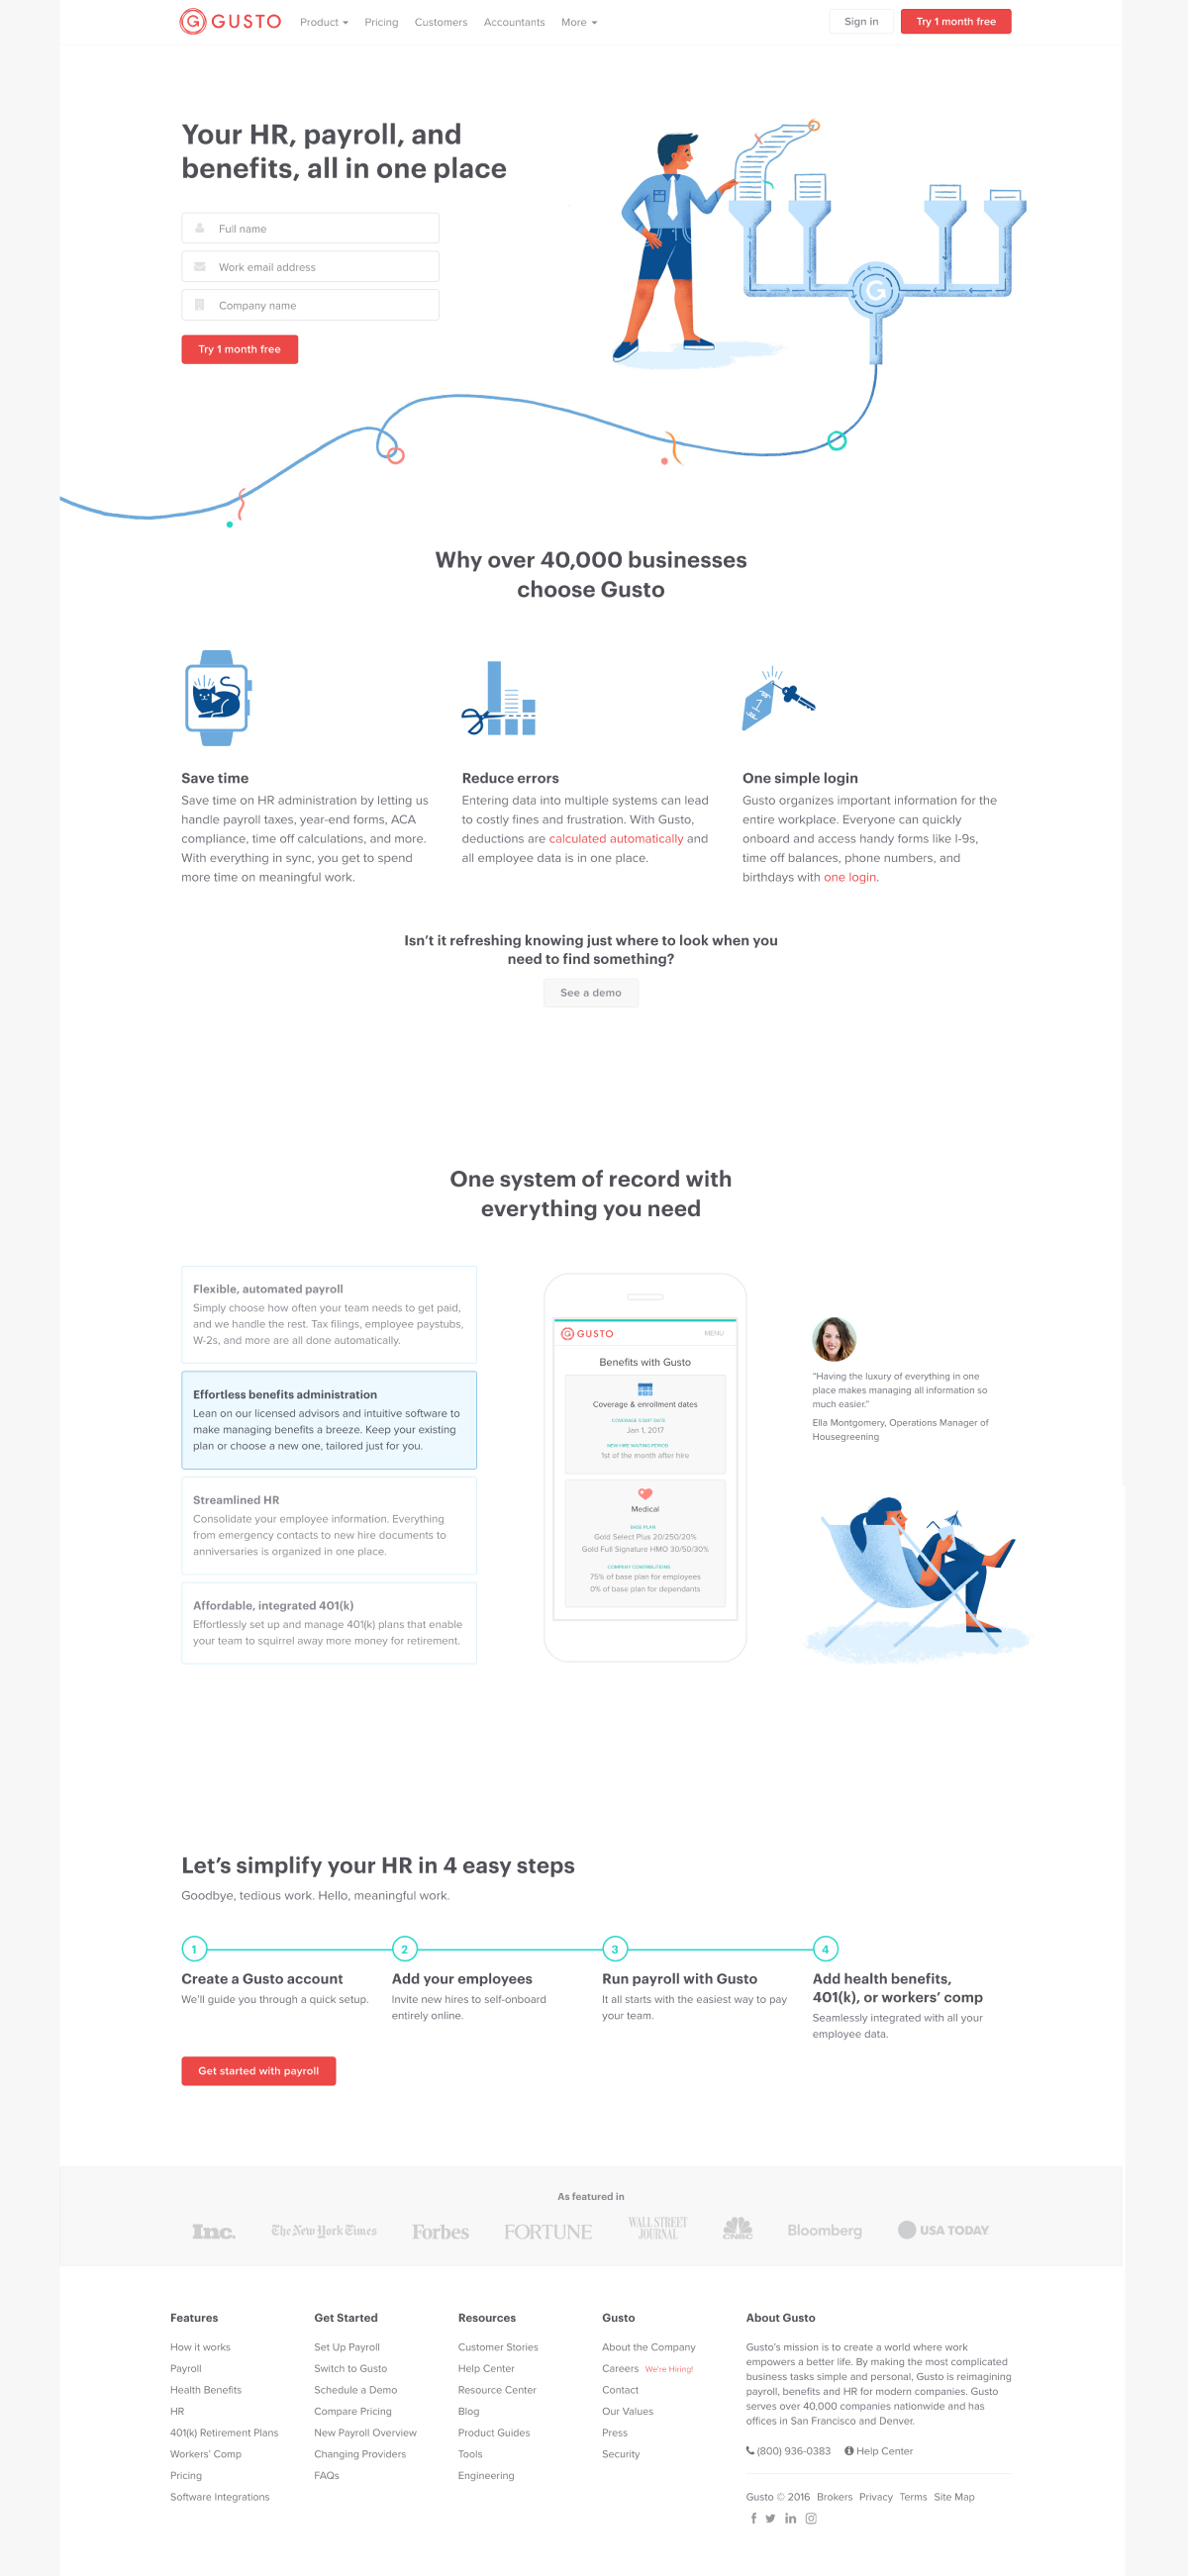 GUSTO
Product
Pricing
Customers
Accountants
More
Sign in
Try 1 month free
Your HR, payroll, and
benefits, all in one place
Full name
Work email address
Company name
Try 1 month free
G
Why over 40,000 businesses
choose Gusto
Save time
Save time on HR administration by letting us
handle payroll taxes, year-end forms, ACA
compliance, time off calculations, and more.
With everything in sync, you get to spend
more time on meaningful work.
Reduce errors
Entering data into multiple systems can lead
to costly fines and frustration. With Gusto,
deductions are calculated automatically and
all employee data is in one place.
1
One simple login
Gusto organizes important information for the
entire workplace. Everyone can quickly
onboard and access handy forms like I-9s,
time off balances, phone numbers, and
birthdays with one login.
Isn’t it refreshing knowing just where to look when you
need to find something?
See a demo
One system of record with
everything you need
Flexible, automated payroll
Simply choose how often your team needs to get paid,
and we handle the rest. Tax filings, employee paystubs,
W-2s, and more are all done automatically.
Effortless benefits administration
Lean on our licensed advisors and intuitive software to
make managing benefits a breeze. Keep your existing
plan or choose a new one, tailored just for you.
Streamlined HR
Consolidate your employee information. Everything
from emergency contacts to new hire documents to
anniversaries is organized in one place.
Affordable, integrated 401(k)
Effortlessly set up and manage 401(k) plans that enable
your team to squirrel away more money for retirement.
GUSTO
MENU
Benefits with Gusto
Coverage & enrollment dates
COVERAGE START DATE
Jan 1, 2017
NEW HIRE WAITING PERIOD
1st of the month after hire
Medical
BASE PLAN
Gold Select Plus 20/250/20%
Gold Full Signature HMO 30/50/30%
COMPANY CONTRIBUTIONS
75% of base plan for employees
0% of base plan for dependants
“Having the luxury of everything in one
place makes managing all information so
much easier.”
Ella Montgomery, Operations Manager of
Housegreening
Let’s simplify your HR in 4 easy steps
Goodbye, tedious work. Hello, meaningful work.
1
Create a Gusto account
We’ll guide you through a quick setup.
2
Add your employees
Invite new hires to self-onboard
entirely online.
3
Run payroll with Gusto
It all starts with the easiest way to pay
your team.
4
Add health benefits,
401(k), or workers’ comp
Seamlessly integrated with all your
employee data.
Get started with payroll
As featured in
Inc.
The New York Times
Forbes
FORTUNE
WALL STREET
JOURNAL
CNBC
Bloomberg
USA TODAY
Features
How it works
Payroll
Health Benefits
HR
401(k) Retirement Plans
Workers’ Comp
Pricing
Software Integrations
Get Started
Set Up Payroll
Switch to Gusto
Schedule a Demo
Compare Pricing
New Payroll Overview
Changing Providers
FAQs
Resources
Customer Stories
Help Center
Resource Center
Blog
Product Guides
Tools
Engineering
Gusto
About the Company
Careers We’re Hiring!
Contact
Our Values
Press
Security
About Gusto
Gusto’s mission is to create a world where work
empowers a better life. By making the most complicated
business tasks simple and personal, Gusto is reimagining
payroll, benefits and HR for modern companies. Gusto
serves over 40,000 companies nationwide and has
offices in San Francisco and Denver.
(800) 936-0383 Help Center
Gusto © 2016 Brokers Privacy Terms Site Map